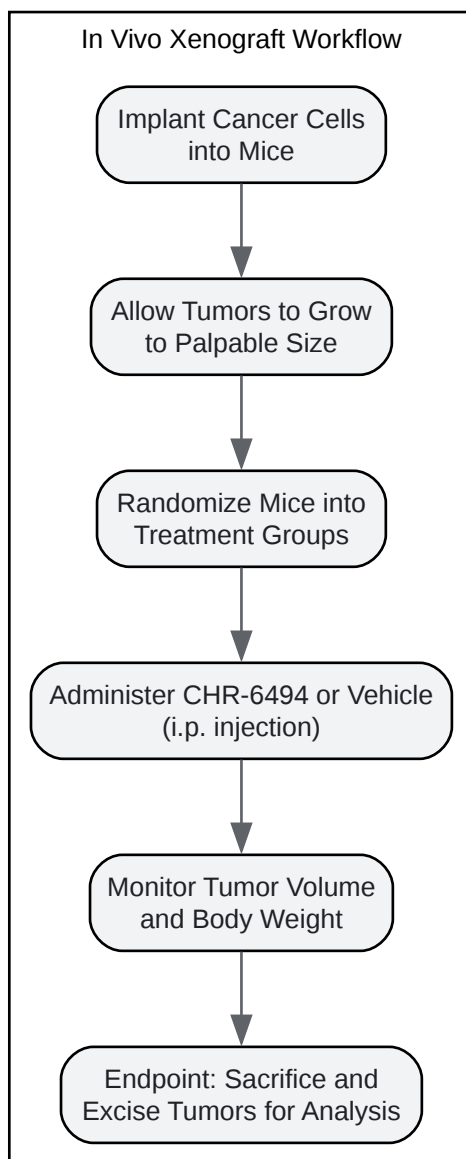 In Vivo Xenograft Workflow
Implant Cancer Cells
into Mice
Allow Tumors to Grow
to Palpable Size
Randomize Mice into
Treatment Groups
Administer CHR-6494 or Vehicle
(i.p. injection)
Monitor Tumor Volume
and Body Weight
Endpoint: Sacrifice and
Excise Tumors for Analysis